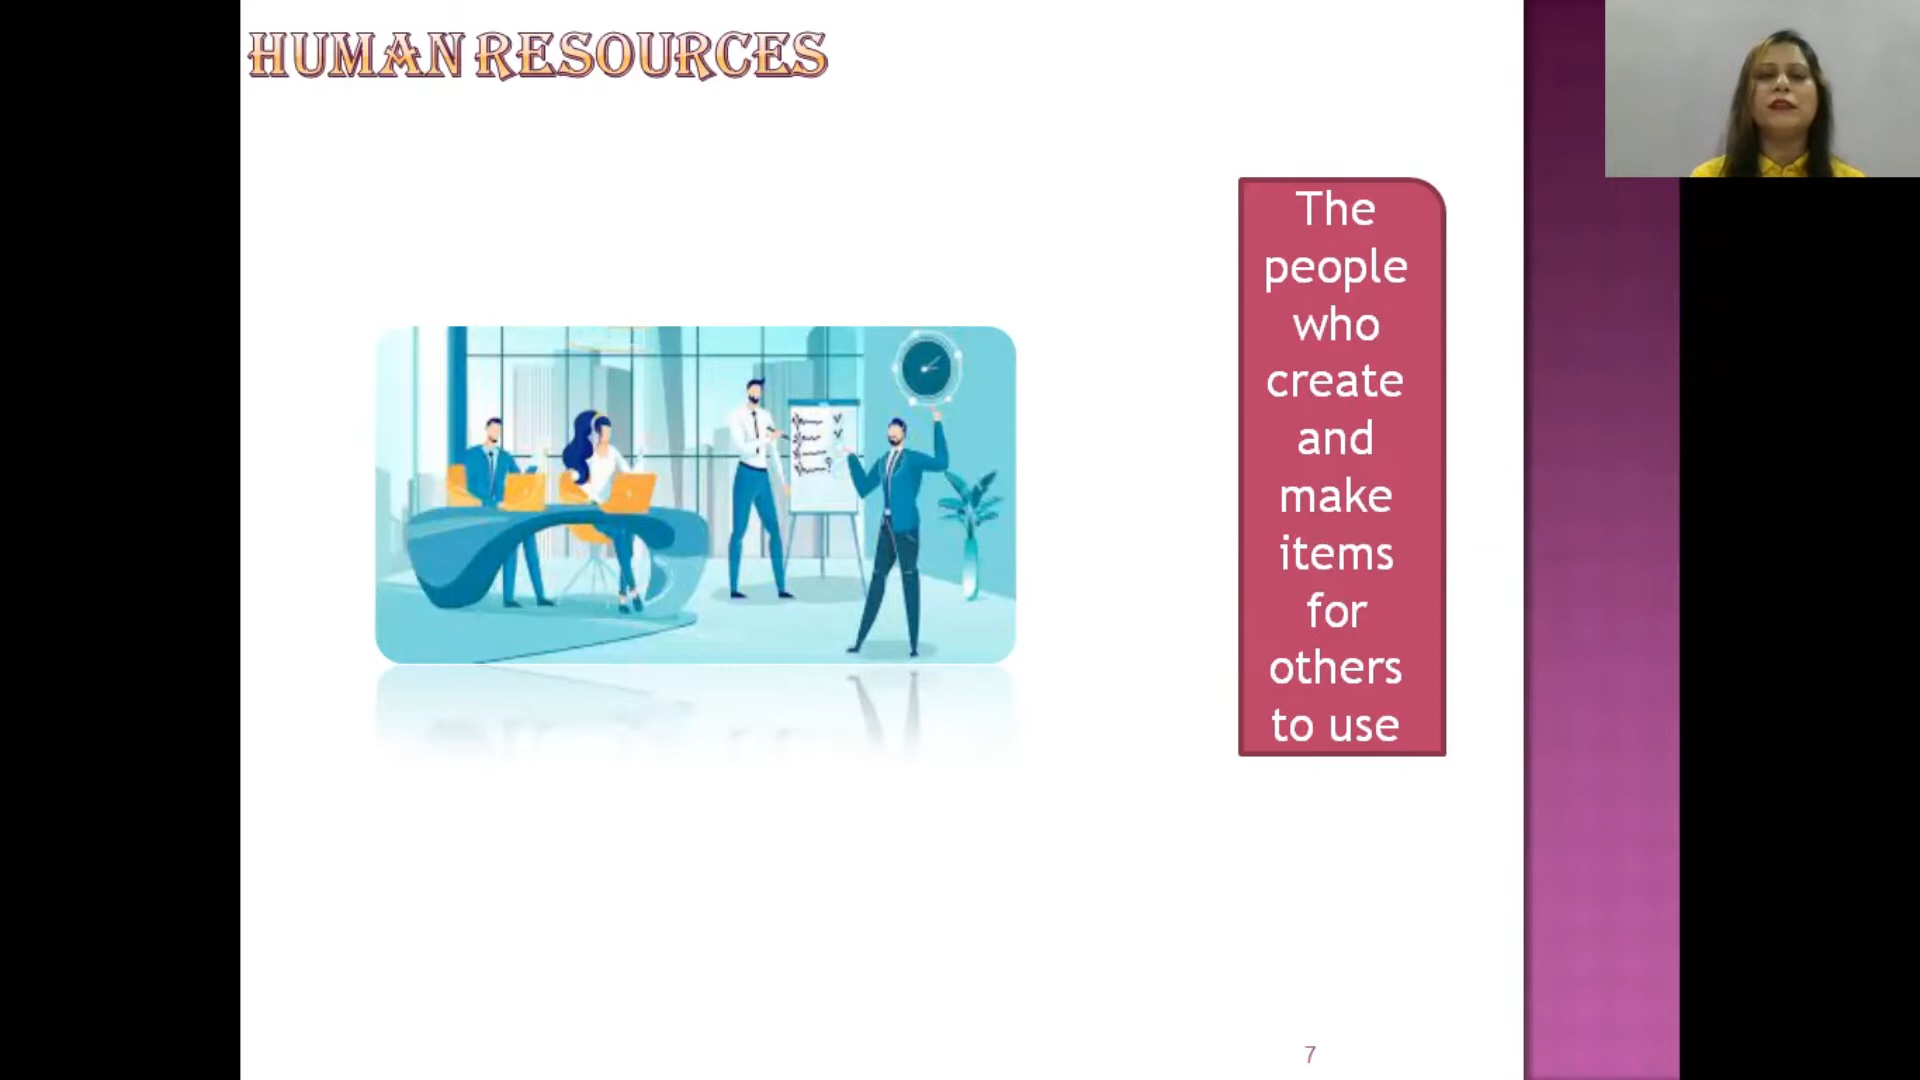 HUMAN RESOURCES
The
people
who
create
and
make
items
for
others
to use
7